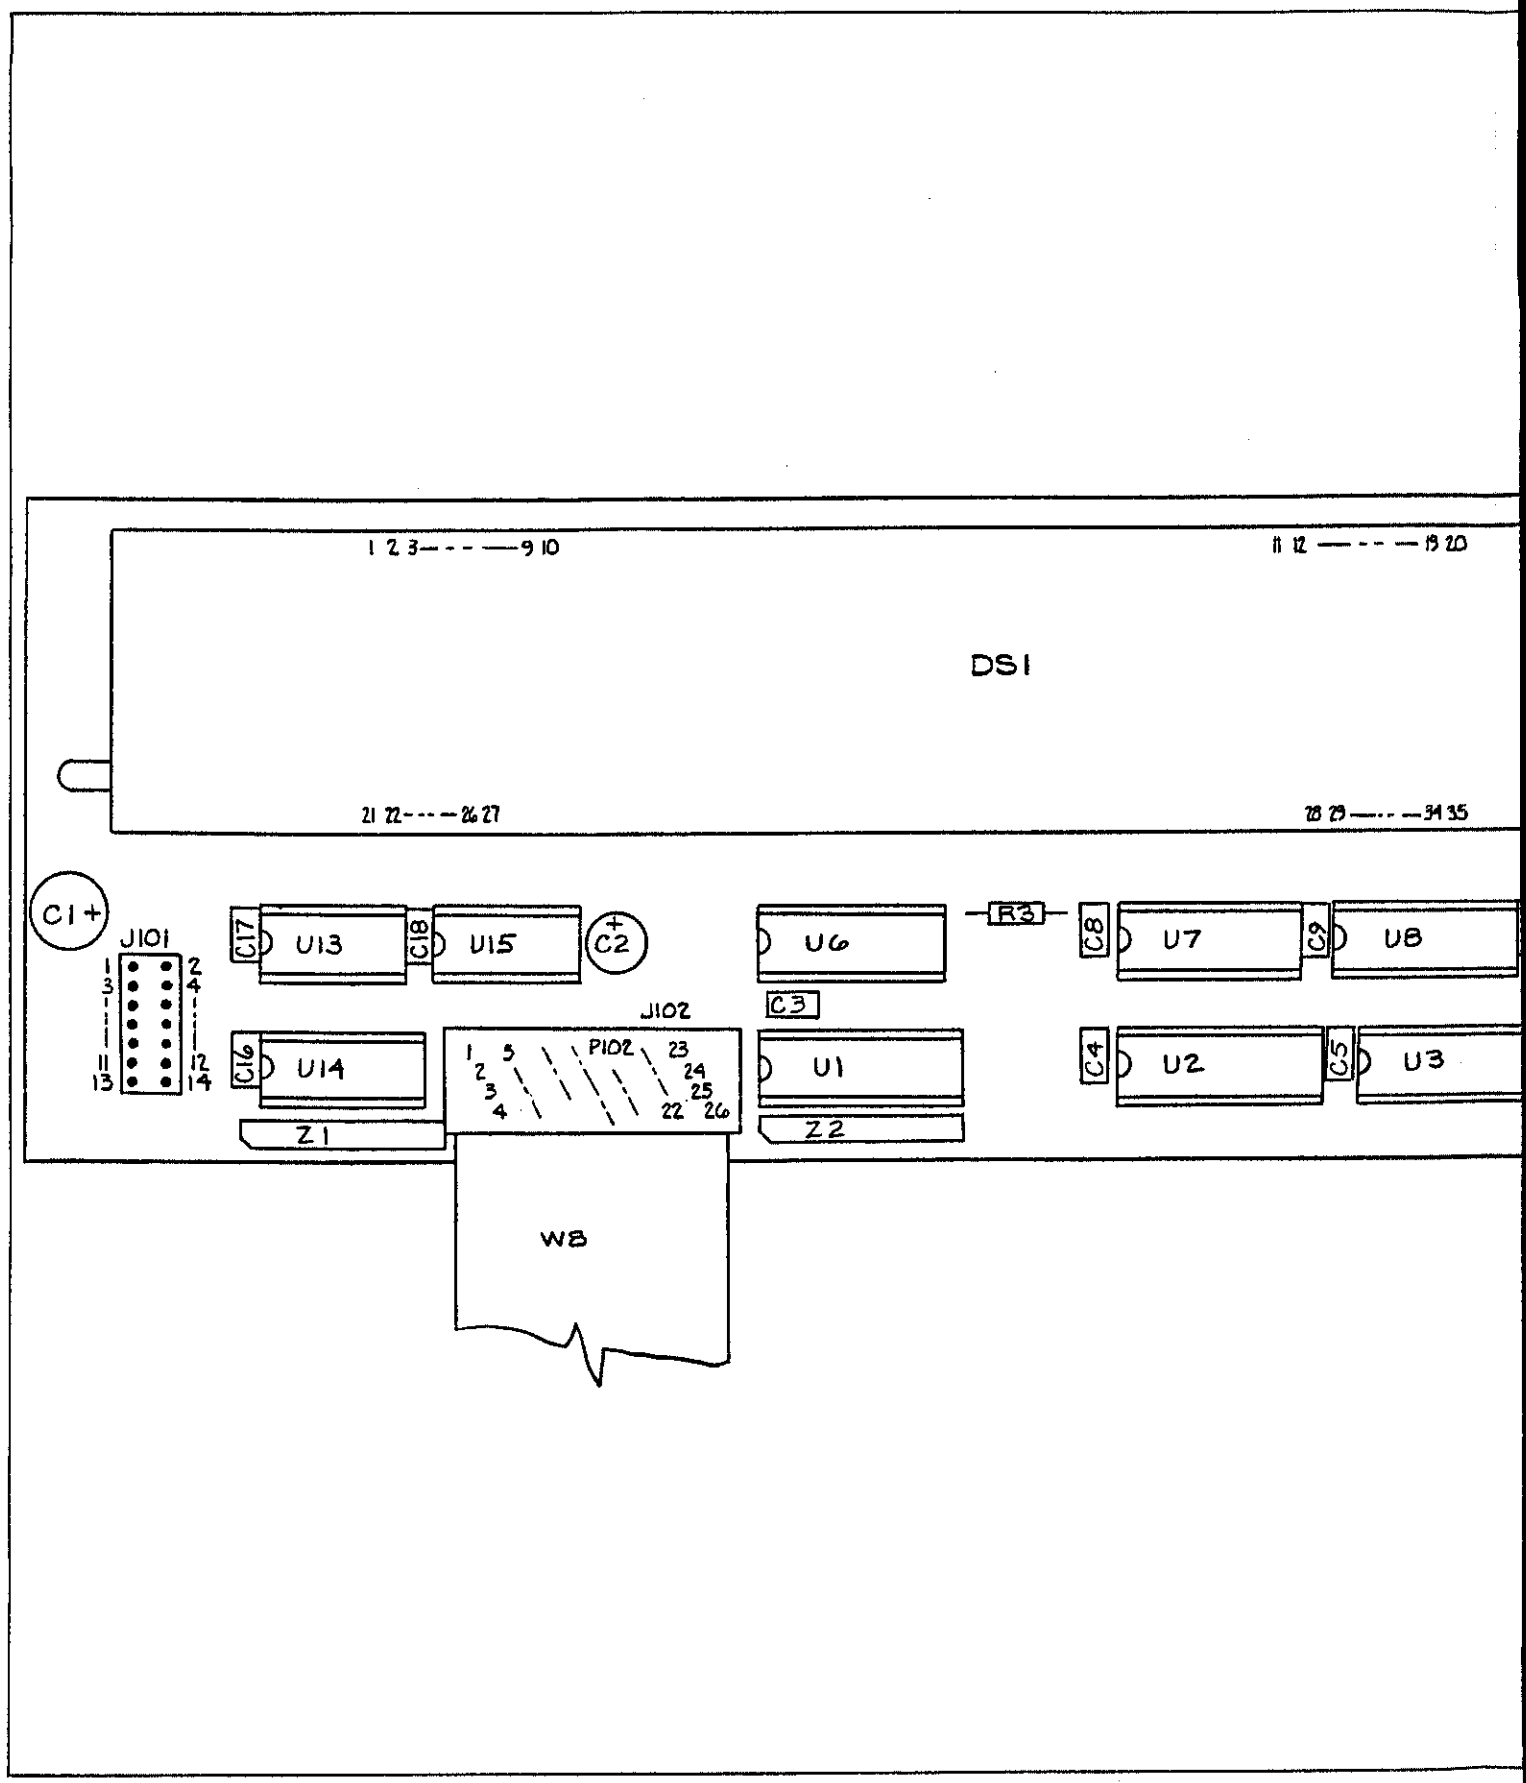 1 2 3 - - - - 9 10
11 12 - - - - 19 20
DS1
21 22 - - - - 26 27
28 29 - - - - 34 35
C1+
J101
1 2
3 4
11 12
13 14
C17
U13
C18
U15
+
C2
U6
R3
C8
U7
C9
U8
C3
J102
C16
U14
1 5 P102 23
2 24
3 25
4 22 26
U1
C4
U2
C5
U3
Z1
Z2
W8